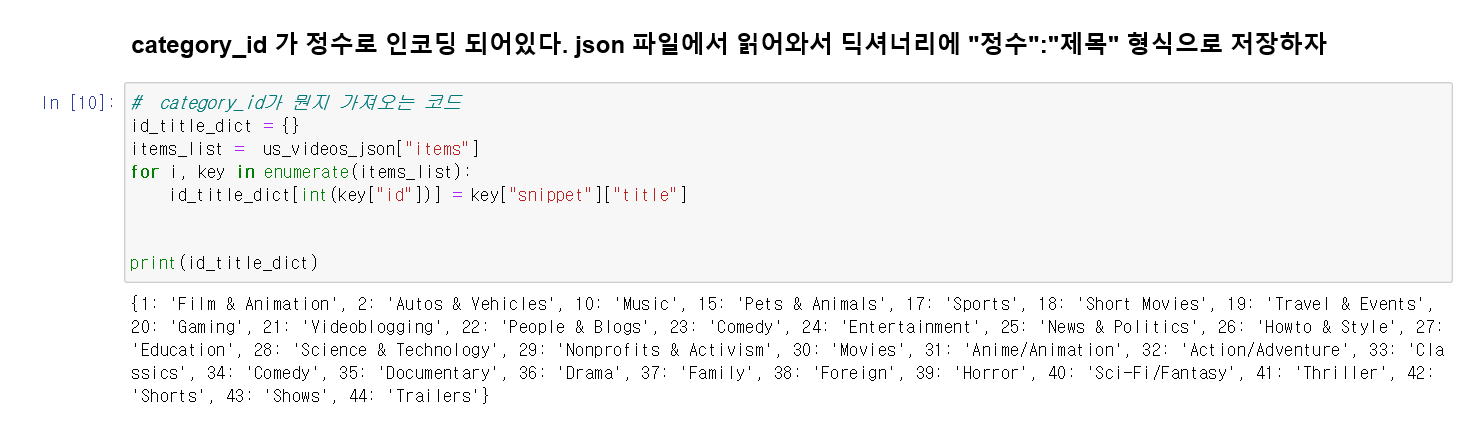 category_id 가 정수로 인코딩 되어있다. json 파일에서 읽어와서 딕셔너리에 "정수":"제목" 형식으로 저장하자
In [10]: # category_id가 뭔지 가져오는 코드
id_title_dict = {}
items_list = us_videos_json["items"]
for i, key in enumerate(items_list):
    id_title_dict[int(key["id"])] = key["snippet"]["title"]
print(id_title_dict)
{1: 'Film & Animation', 2: 'Autos & Vehicles', 10: 'Music', 15: 'Pets & Animals', 17: 'Sports', 18: 'Short Movies', 19: 'Travel & Events',
20: 'Gaming', 21: 'Videoblogging', 22: 'People & Blogs', 23: 'Comedy', 24: 'Entertainment', 25: 'News & Politics', 26: 'Howto & Style', 27:
'Education', 28: 'Science & Technology', 29: 'Nonprofits & Activism', 30: 'Movies', 31: 'Anime/Animation', 32: 'Action/Adventure', 33: 'Cla
ssics', 34: 'Comedy', 35: 'Documentary', 36: 'Drama', 37: 'Family', 38: 'Foreign', 39: 'Horror', 40: 'Sci-Fi/Fantasy', 41: 'Thriller', 42:
'Shorts', 43: 'Shows', 44: 'Trailers'}